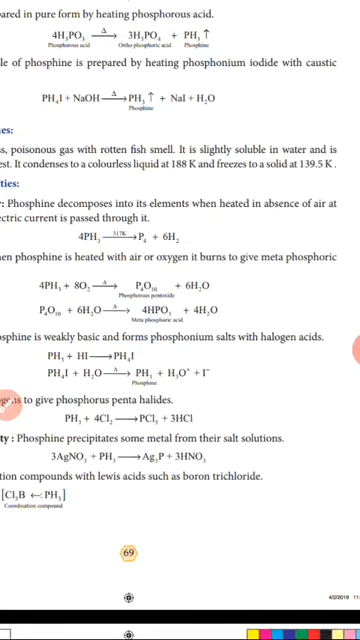 pared in pure form by heating phosphorous acid.
4H₃PO₃ —Δ→ 3H₃PO₄ + PH₃ ↑
Phosphorous acid Ortho phosphoric acid Phosphine
le of phosphine is prepared by heating phosphonium iodide with caustic
PH₄I + NaOH —Δ→ PH₃ ↑ + NaI + H₂O
Phosphine
ies:
s, poisonous gas with rotten fish smell. It is slightly soluble in water and is
est. It condenses to a colourless liquid at 188 K and freezes to a solid at 139.5 K .
ties:
: Phosphine decomposes into its elements when heated in absence of air at
ectric current is passed through it.
4PH₃ —317K→ P₄ + 6H₂
hen phosphine is heated with air or oxygen it burns to give meta phosphoric
4PH₃ + 8O₂ —Δ→ P₄O₁₀ + 6H₂O
Phosphorous pentoxide
P₄O₁₀ + 6H₂O —Δ→ 4HPO₃ + 4H₂O
Meta phosphoric acid
osphine is weakly basic and forms phosphonium salts with halogen acids.
PH₃ + HI ⟶ PH₄I
PH₄I + H₂O —Δ→ PH₃ + H₃O⁺ + I⁻
Phosphine
ogens to give phosphorus penta halides.
PH₃ + 4Cl₂ ⟶ PCl₅ + 3HCl
ty : Phosphine precipitates some metal from their salt solutions.
3AgNO₃ + PH₃ ⟶ Ag₃P + 3HNO₃
tion compounds with lewis acids such as boron trichloride.
[Cl₃B ←: PH₃]
Coordination compound
69
4/2/2019 11: